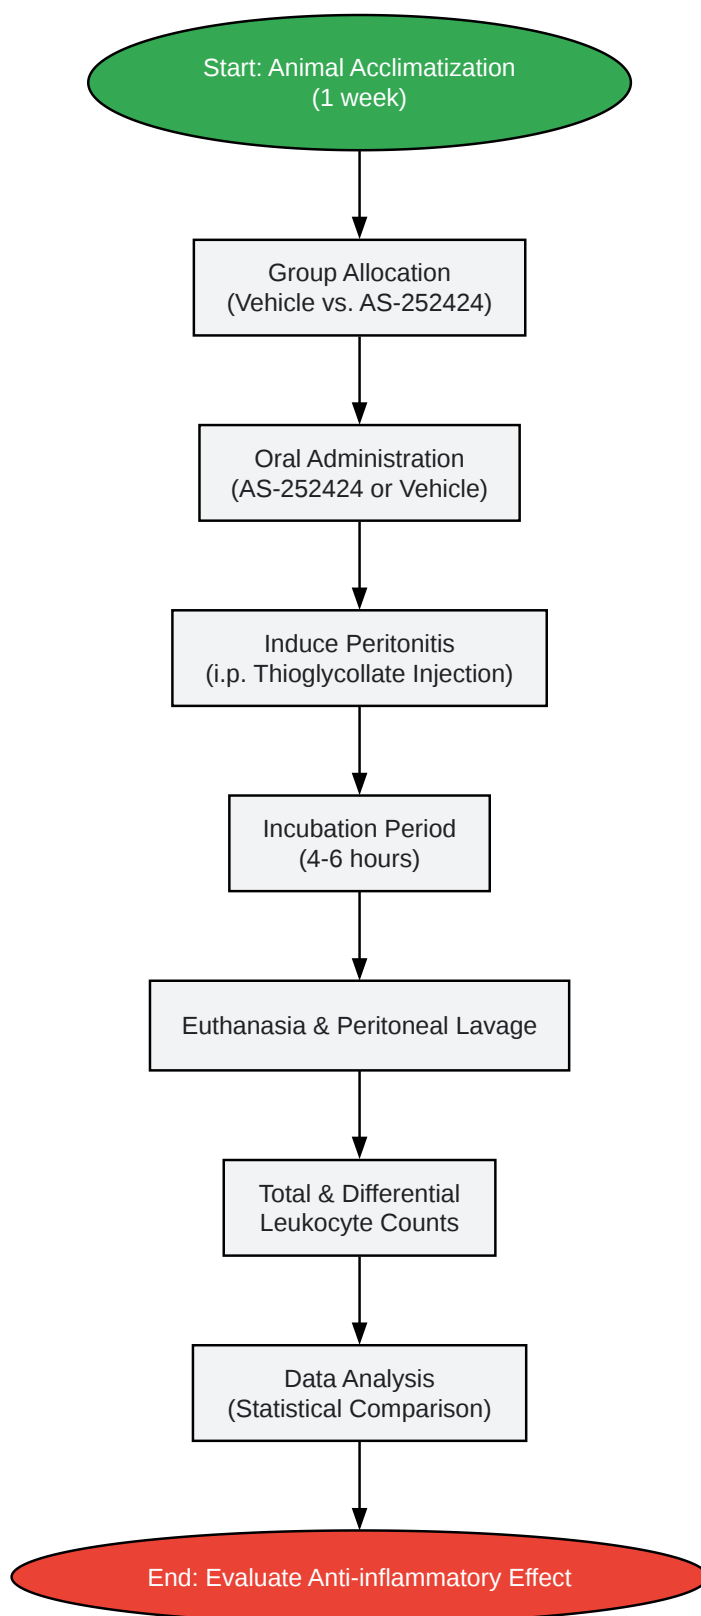 Start: Animal Acclimatization
(1 week)
Group Allocation
(Vehicle vs. AS-252424)
Oral Administration
(AS-252424 or Vehicle)
Induce Peritonitis
(i.p. Thioglycollate Injection)
Incubation Period
(4-6 hours)
Euthanasia & Peritoneal Lavage
Total & Differential
Leukocyte Counts
Data Analysis
(Statistical Comparison)
End: Evaluate Anti-inflammatory Effect